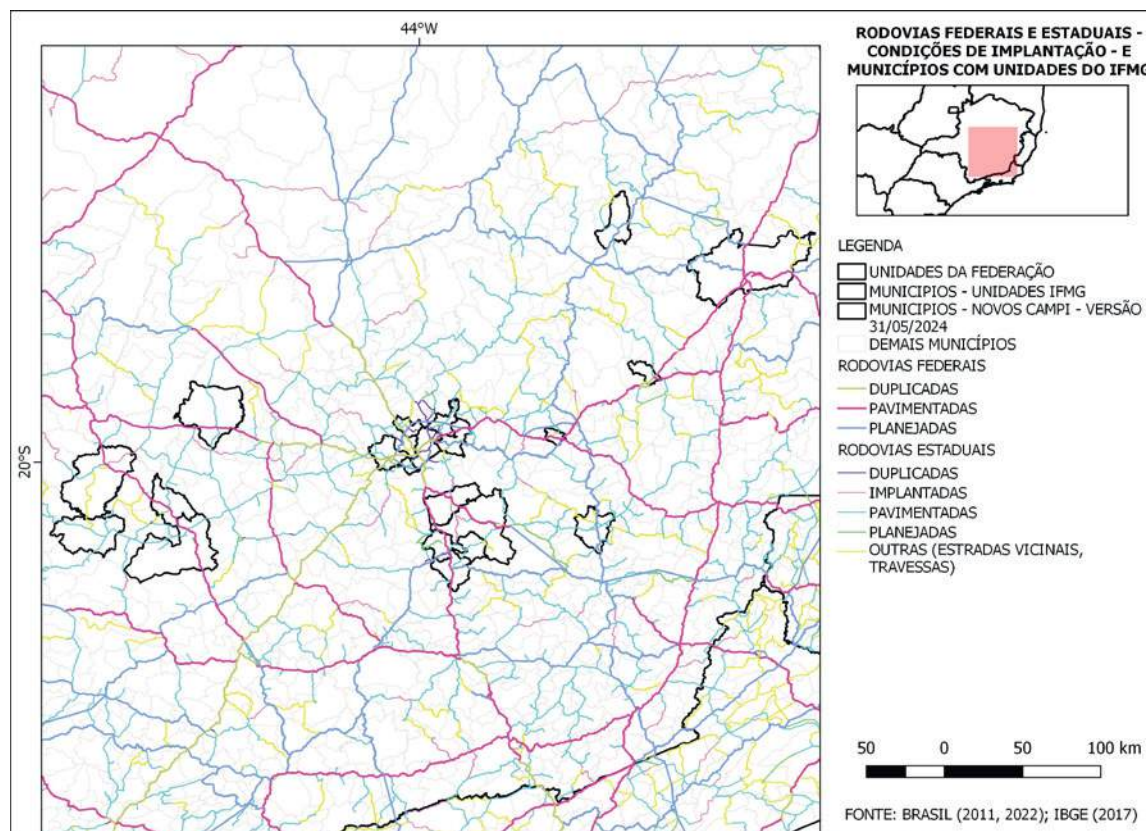 44°W
20°S
RODOVIAS FEDERAIS E ESTADUAIS -
CONDIÇÕES DE IMPLANTAÇÃO - E
MUNICÍPIOS COM UNIDADES DO IFMG
LEGENDA
UNIDADES DA FEDERAÇÃO
MUNICIPIOS - UNIDADES IFMG
MUNICIPIOS - NOVOS CAMPI - VERSÃO
31/05/2024
DEMAIS MUNICÍPIOS
RODOVIAS FEDERAIS
DUPLICADAS
PAVIMENTADAS
PLANEJADAS
RODOVIAS ESTADUAIS
DUPLICADAS
IMPLANTADAS
PAVIMENTADAS
PLANEJADAS
OUTRAS (ESTRADAS VICINAIS,
TRAVESSAS)
50 0 50 100 km
FONTE: BRASIL (2011, 2022); IBGE (2017)